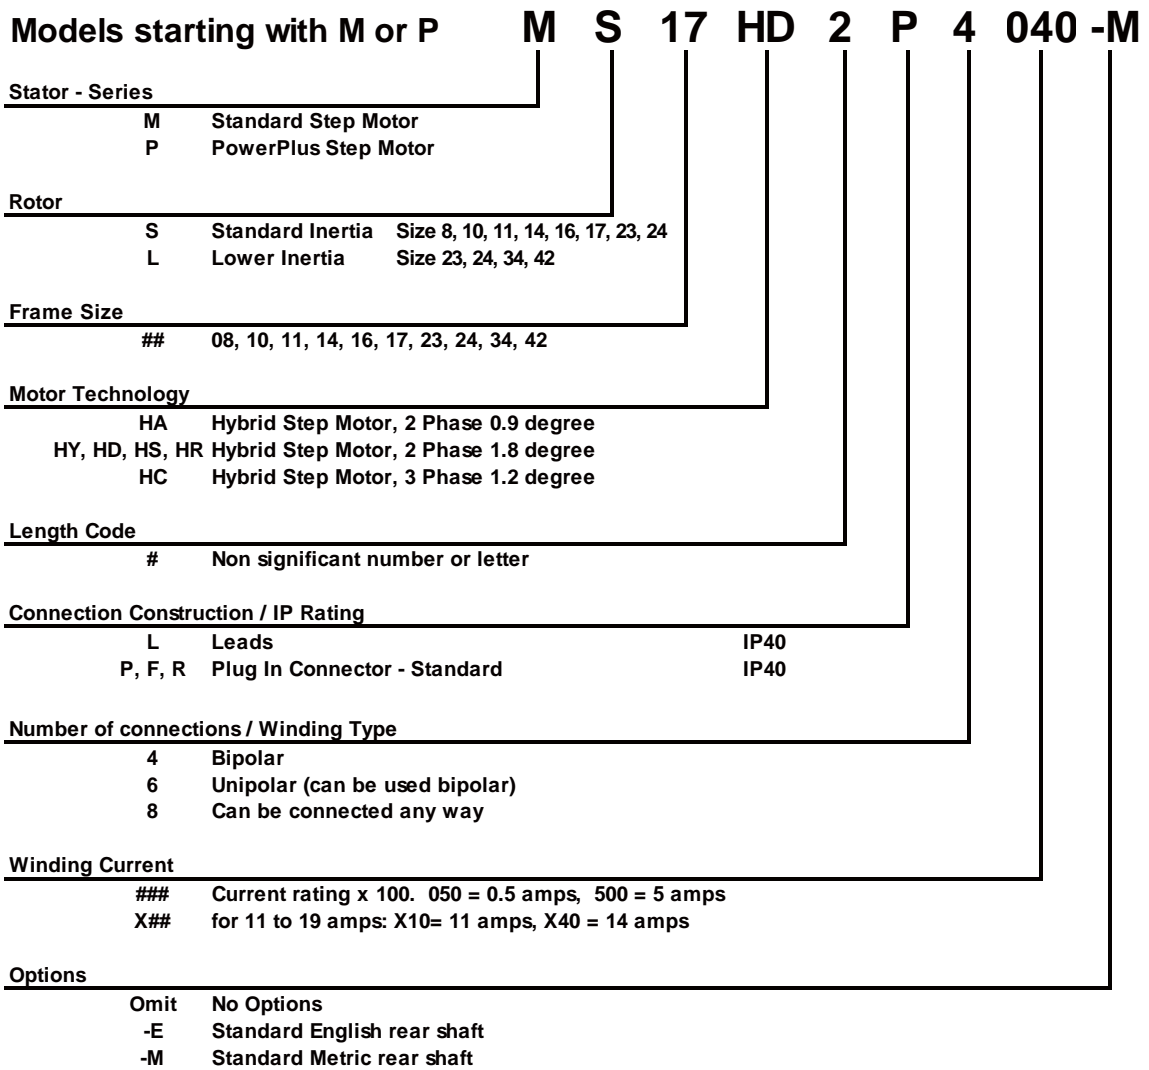 Models starting with M or P M S 17 HD 2 P 4 040 -M
Stator - Series
M Standard Step Motor
P PowerPlus Step Motor
Rotor
S Standard Inertia Size 8, 10, 11, 14, 16, 17, 23, 24
L Lower Inertia Size 23, 24, 34, 42
Frame Size
## 08, 10, 11, 14, 16, 17, 23, 24, 34, 42
Motor Technology
HA Hybrid Step Motor, 2 Phase 0.9 degree
HY, HD, HS, HR Hybrid Step Motor, 2 Phase 1.8 degree
HC Hybrid Step Motor, 3 Phase 1.2 degree
Length Code
# Non significant number or letter
Connection Construction / IP Rating
L Leads IP40
P, F, R Plug In Connector - Standard IP40
Number of connections / Winding Type
4 Bipolar
6 Unipolar (can be used bipolar)
8 Can be connected any way
Winding Current
### Current rating x 100. 050 = 0.5 amps, 500 = 5 amps
X## for 11 to 19 amps: X10= 11 amps, X40 = 14 amps
Options
Omit No Options
-E Standard English rear shaft
-M Standard Metric rear shaft